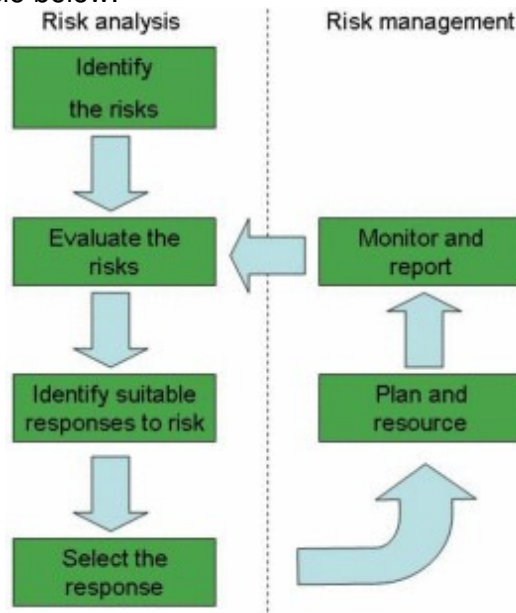 below.
Risk analysis
Risk management
Identify
the risks
Evaluate the
risks
Identify suitable
responses to risk
Select the
response
Plan and
resource
Monitor and
report